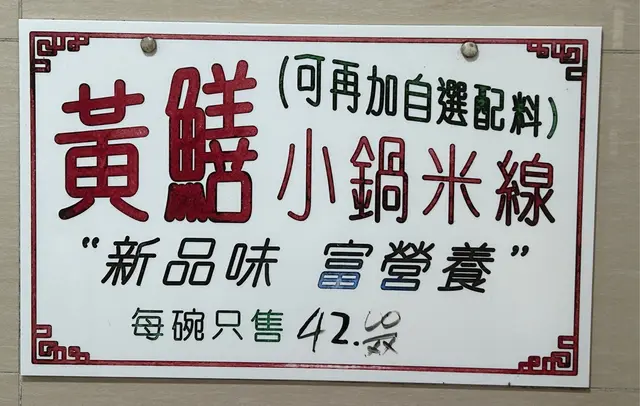 (可再加自選配料)
黃鱔小鍋米線
“新品味 富營養”
每碗只售 42.00